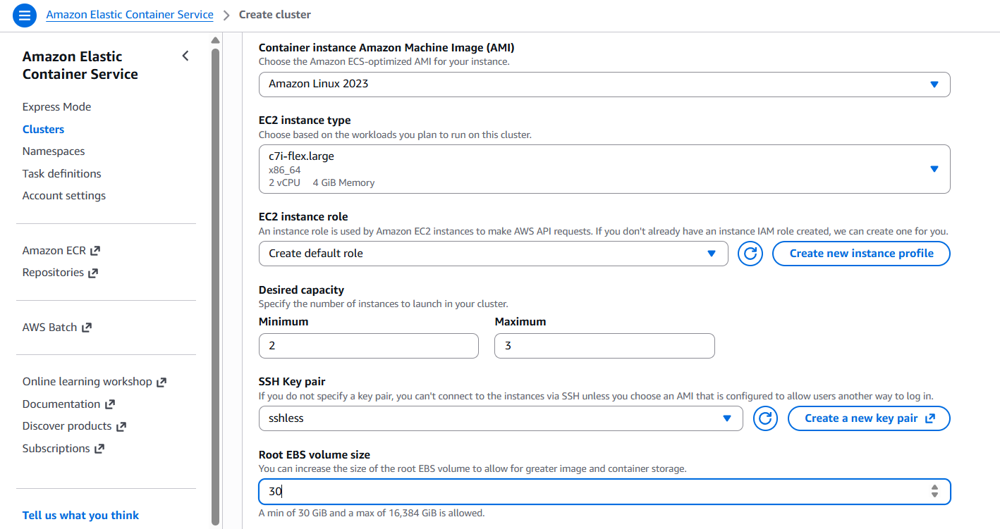 Amazon Elastic Container Service > Create cluster
Amazon Elastic
Container Service
Express Mode
Clusters
Namespaces
Task definitions
Account settings
Amazon ECR
Repositories
AWS Batch
Online learning workshop
Documentation
Discover products
Subscriptions
Tell us what you think
Container instance Amazon Machine Image (AMI)
Choose the Amazon ECS-optimized AMI for your instance.
Amazon Linux 2023
EC2 instance type
Choose based on the workloads you plan to run on this cluster.
c7i-flex.large
x86_64
2 vCPU 4 GiB Memory
EC2 instance role
An instance role is used by Amazon EC2 instances to make AWS API requests. If you don't already have an instance IAM role created, we can create one for you.
Create default role
Create new instance profile
Desired capacity
Specify the number of instances to launch in your cluster.
Minimum Maximum
2 3
SSH Key pair
If you do not specify a key pair, you can't connect to the instances via SSH unless you choose an AMI that is configured to allow users another way to log in.
sshless
Create a new key pair
Root EBS volume size
You can increase the size of the root EBS volume to allow for greater image and container storage.
30
A min of 30 GiB and a max of 16,384 GiB is allowed.